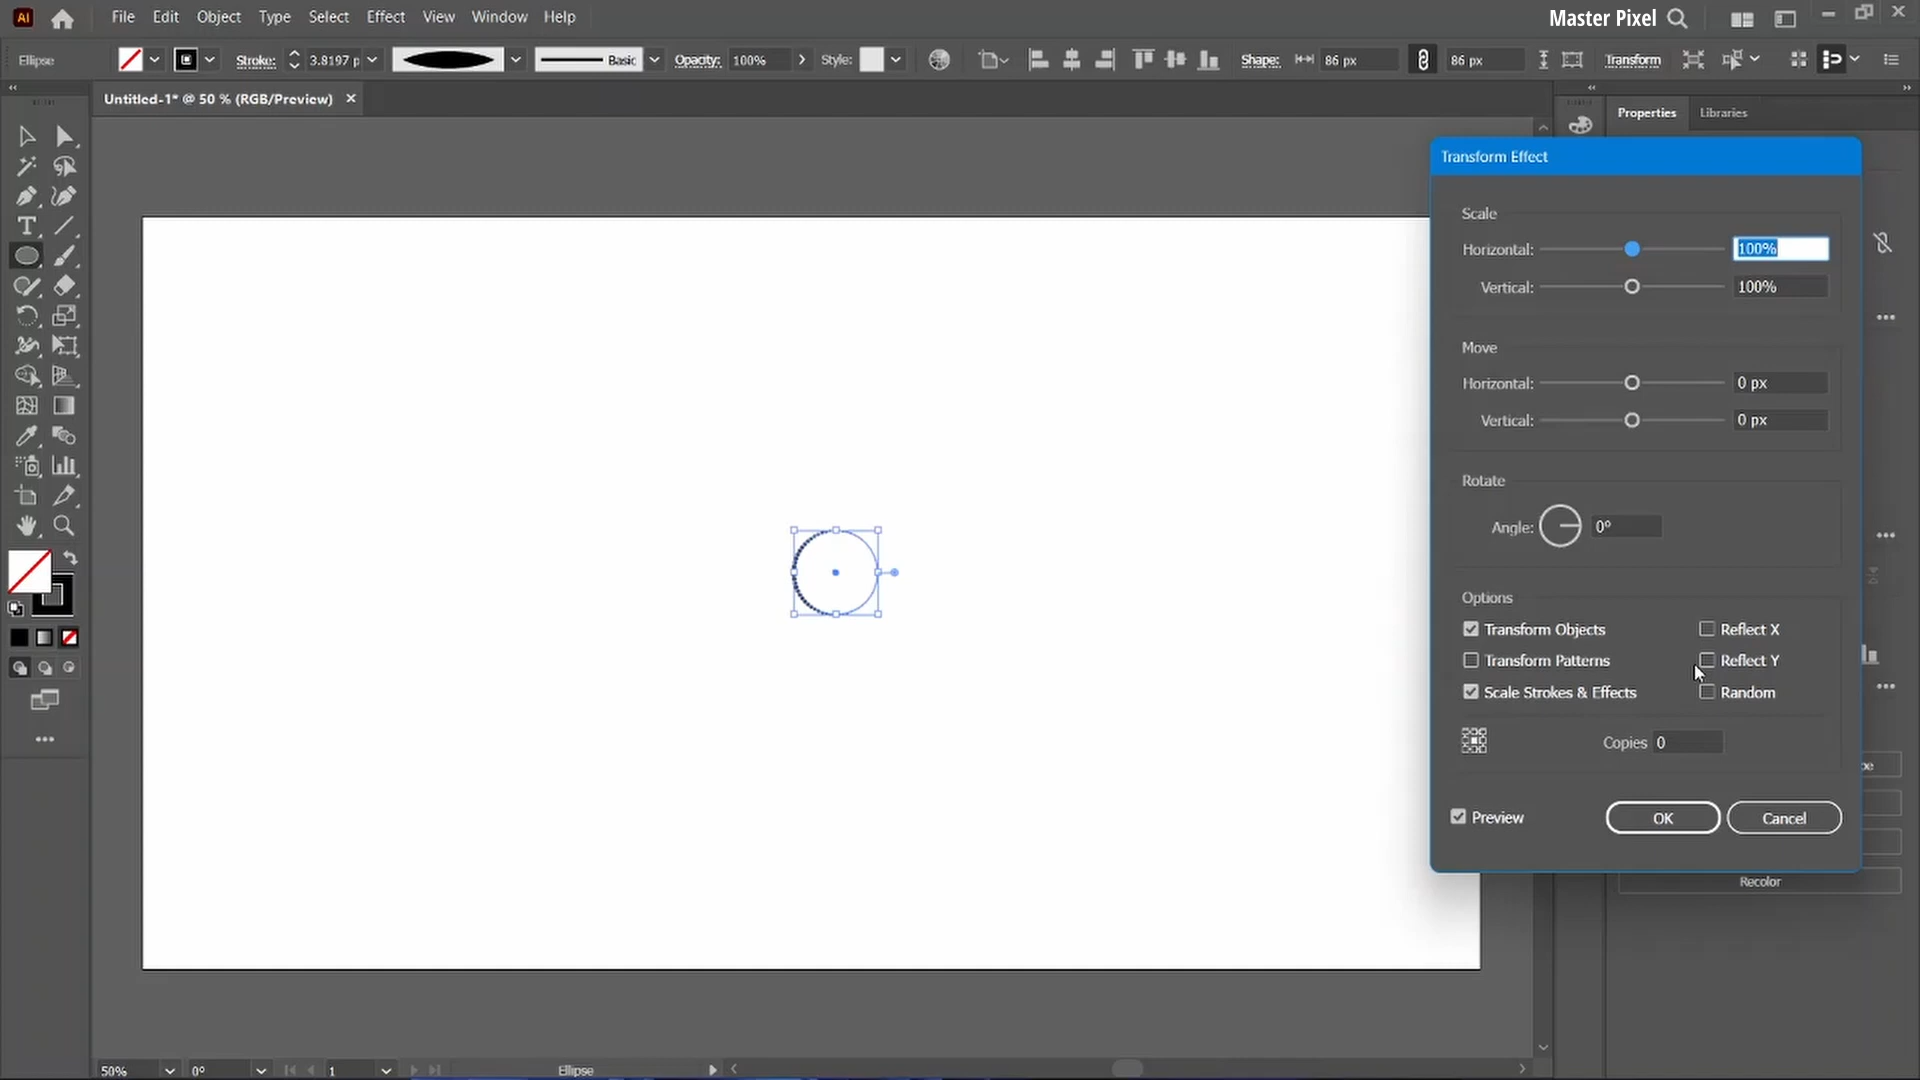 Ai File Edit Object Type Select Effect View Window Help Master Pixel
Ellipse Stroke: 3.8197 p Basic Opacity: 100% Style: Shape: 86 px 86 px Transform
Untitled-1* @ 50 % (RGB/Preview)
Properties Libraries
Transform Effect
Scale
Horizontal: 100%
Vertical: 100%
Move
Horizontal: 0 px
Vertical: 0 px
Rotate
Angle: 0°
Options
Transform Objects Reflect X
Transform Patterns Reflect Y
Scale Strokes & Effects Random
Copies 0
Preview OK Cancel
Recolor
50% 0° 1 Ellipse